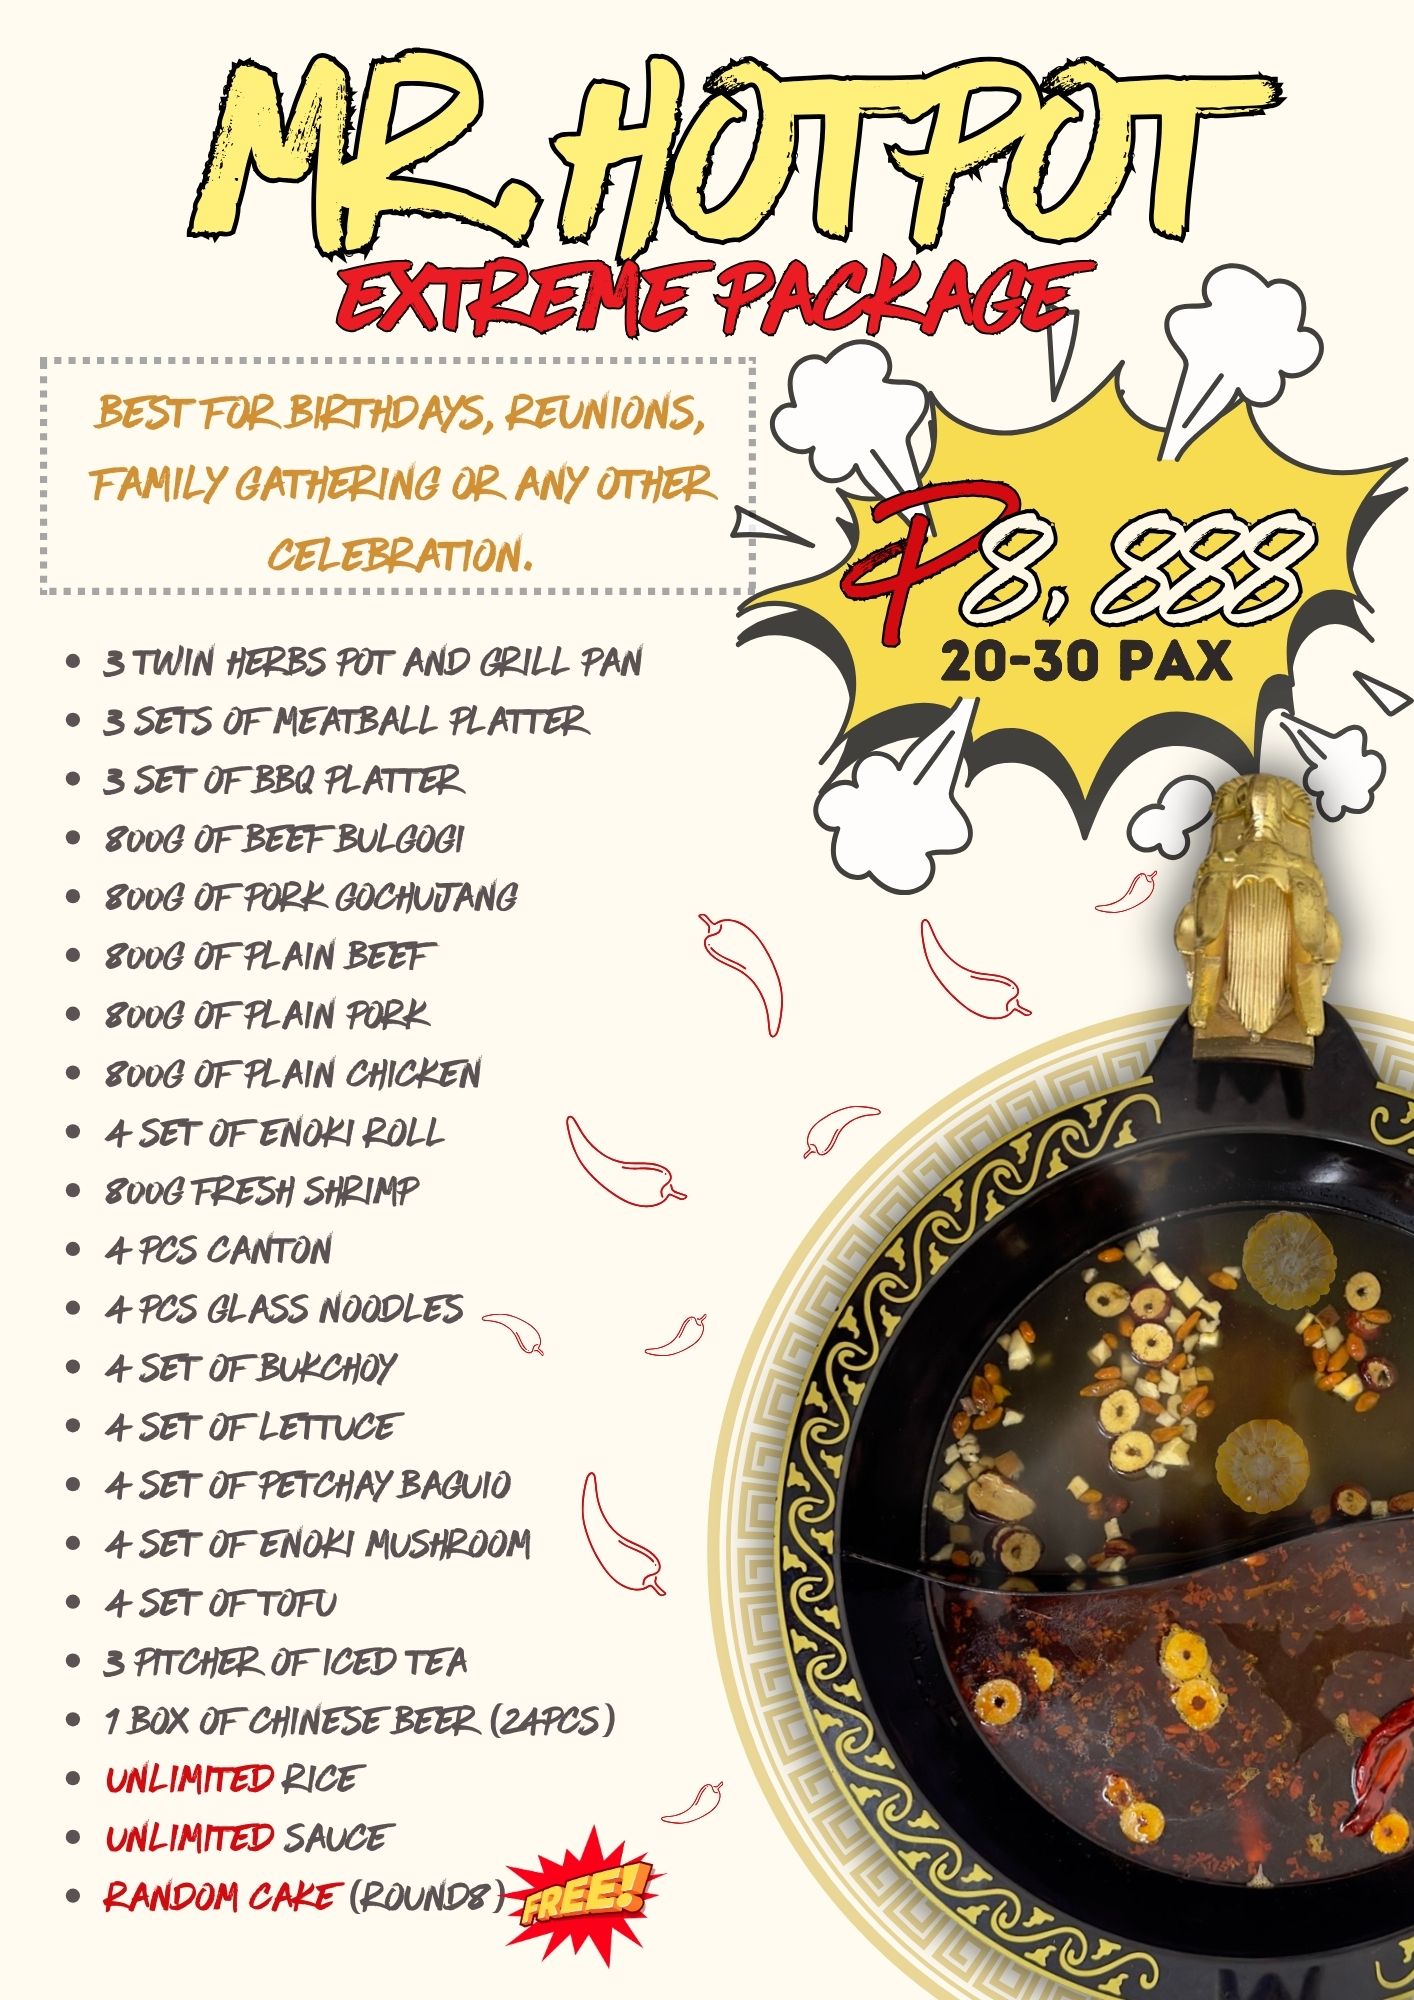 MR. HOTPOT
EXTREME PACKAGE
BEST FOR BIRTHDAYS, REUNIONS,
FAMILY GATHERING OR ANY OTHER
CELEBRATION.
₱8,888
20-30 PAX
• 3 TWIN HERBS POT AND GRILL PAN
• 3 SETS OF MEATBALL PLATTER
• 3 SET OF BBQ PLATTER
• 800G OF BEEF BULGOGI
• 800G OF PORK GOCHUJANG
• 800G OF PLAIN BEEF
• 800G OF PLAIN PORK
• 800G OF PLAIN CHICKEN
• 4 SET OF ENOKI ROLL
• 800G FRESH SHRIMP
• 4 PCS CANTON
• 4 PCS GLASS NOODLES
• 4 SET OF BUKCHOY
• 4 SET OF LETTUCE
• 4 SET OF PETCHAY BAGUIO
• 4 SET OF ENOKI MUSHROOM
• 4 SET OF TOFU
• 3 PITCHER OF ICED TEA
• 1 BOX OF CHINESE BEER (24PCS)
• UNLIMITED RICE
• UNLIMITED SAUCE
• RANDOM CAKE (ROUND8) FREE!